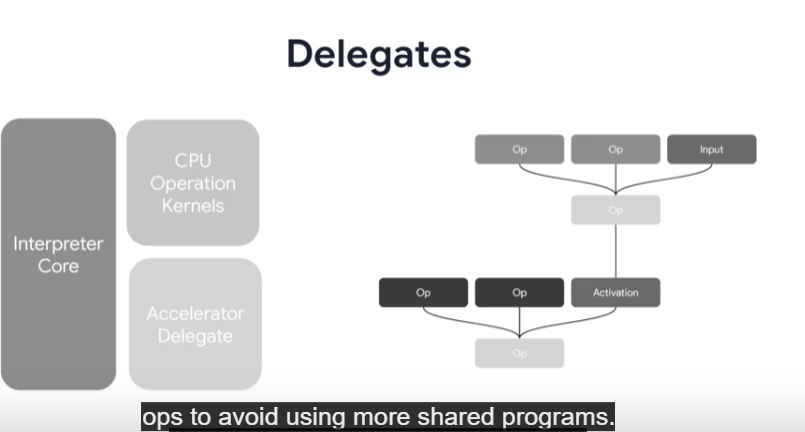 Delegates
Interpreter
Core
CPU
Operation
Kernels
Accelerator
Delegate
Op
Op
Input
Op
Op
Op
Activation
Op
ops to avoid using more shared programs.